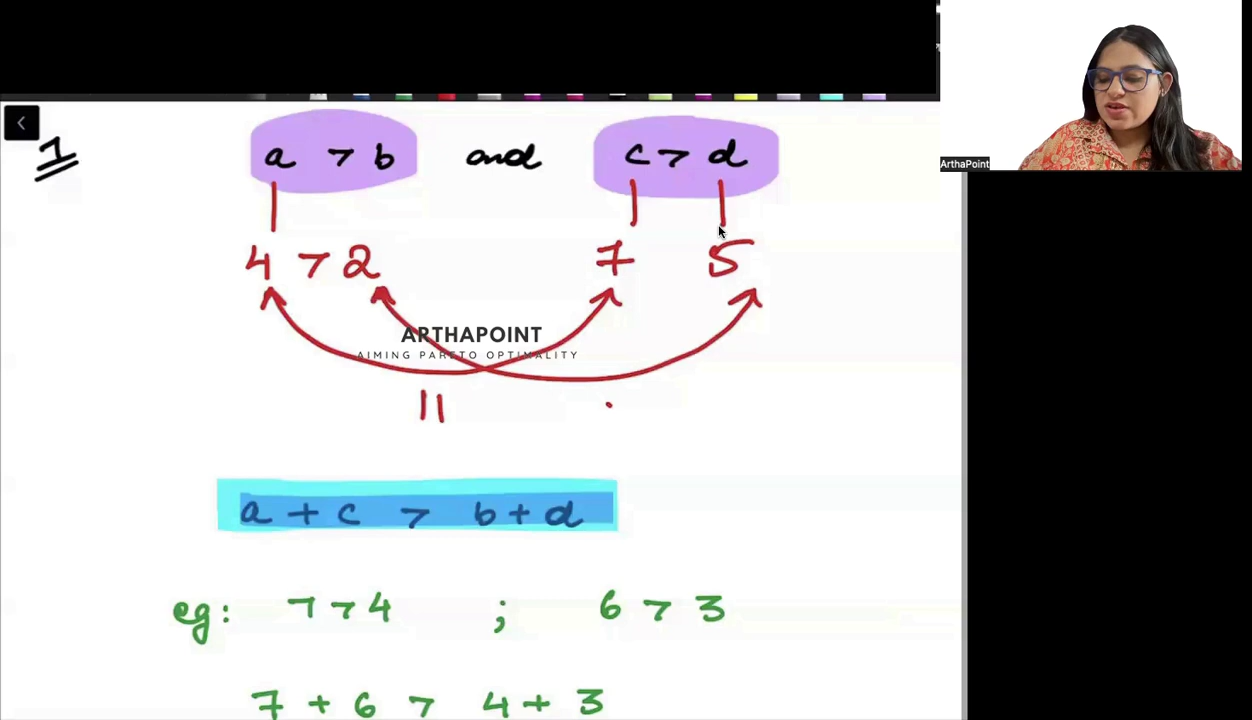 1
a > b and c > d
4 > 2 7 5
ARTHAPOINT
AIMING PARETO OPTIMALITY
11 .
a + c > b + d
eg: 7 > 4 ; 6 > 3
7 + 6 > 4 + 3
ArthaPoint